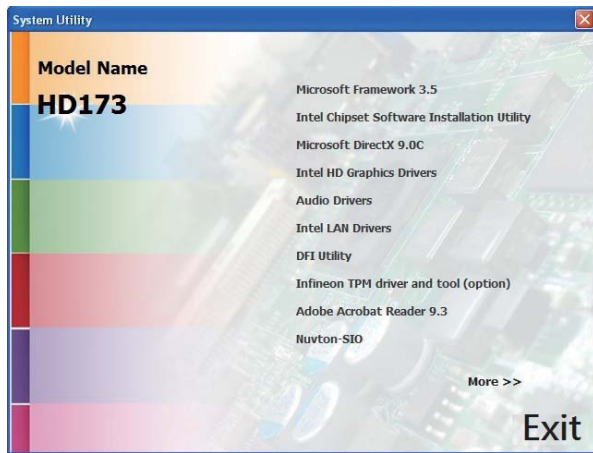 System Utility
Model Name
HD173
Microsoft Framework 3.5
Intel Chipset Software Installation Utility
Microsoft DirectX 9.0C
Intel HD Graphics Drivers
Audio Drivers
Intel LAN Drivers
DFI Utility
Infineon TPM driver and tool (option)
Adobe Acrobat Reader 9.3
Nuvton-SIO
More >>
Exit